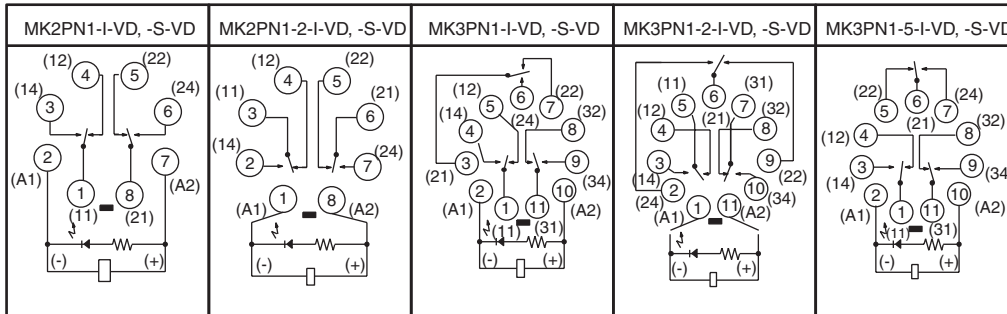 MK2PN1-I-VD, -S-VD
(12) (22)
4 5
(14) (24)
3 6
2 7
(A1) 1 8 (A2)
(11) (21)
(-) (+)
MK2PN1-2-I-VD, -S-VD
(12) (22)
4 5
(11) (21)
3 6
2 7
(14) (24)
1 8
(A1) (A2)
(-) (+)
MK3PN1-I-VD, -S-VD
6
(12) 7 (22)
5
(14) (24) (32)
4 8
3 9
(21) 2 10 (34)
(A1) 1 11 (A2)
(11) (31)
(-) (+)
MK3PN1-2-I-VD, -S-VD
6
(11) (31)
5 7
(12) (21) (32)
4 8
3 9
(14) 2 10 (22)
(24) (A1) 1 11 (A2) (34)
(-) (+)
MK3PN1-5-I-VD, -S-VD
6
(22) 5 7 (24)
(12) (21) (32)
4 8
3 9
(14) 2 10 (34)
(A1) 1 11 (A2)
(11) (31)
(-) (+)